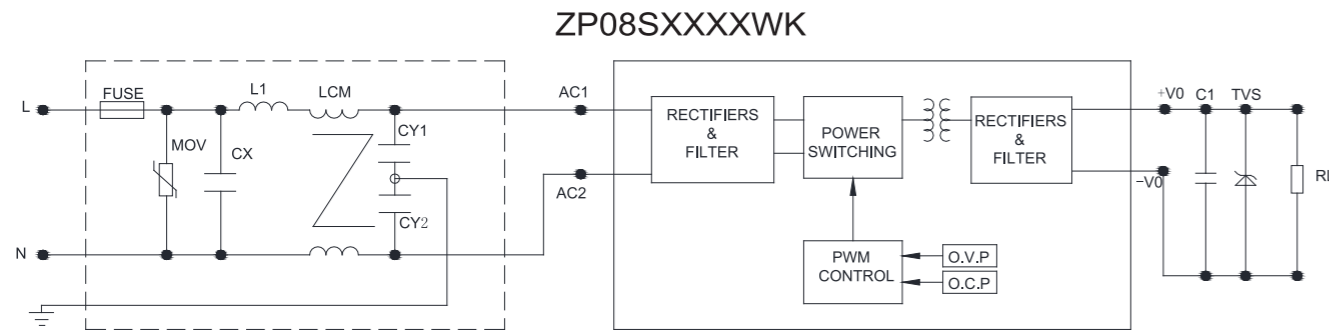 ZP08SXXXXWK
FUSE
L1
LCM
AC1
+V0
C1
TVS
L
MOV
CX
CY1
RECTIFIERS
&
FILTER
POWER
SWITCHING
RECTIFIERS
&
FILTER
AC2
−V0
CY2
N
PWM
CONTROL
O.V.P
O.C.P